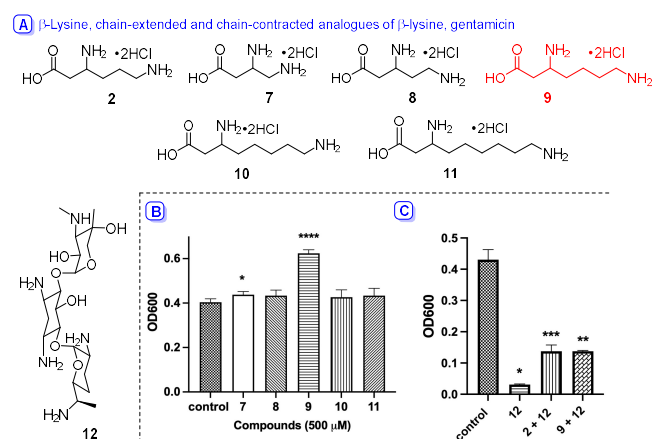 A β-Lysine, chain-extended and chain-contracted analogues of β-lysine, gentamicin
O NH2 •2HCl HO NH2
2
O NH2 •2HCl HO NH2
7
O NH2 •2HCl HO NH2
8
O NH2 •2HCl HO NH2
9
O NH2 •2HCl HO NH2
10
O NH2 •2HCl HO NH2
11
NH OH
HO O
H2N O
OH
O H2N
NH2 O
H2N
12
B
OD600
0.6
0.4
0.2
0.0
* ****
control 7 8 9 10 11
Compounds (500 μM)
C
OD600
0.5
0.4
0.3
0.2
0.1
0.0
* *** **
control 12 2 + 12 9 + 12